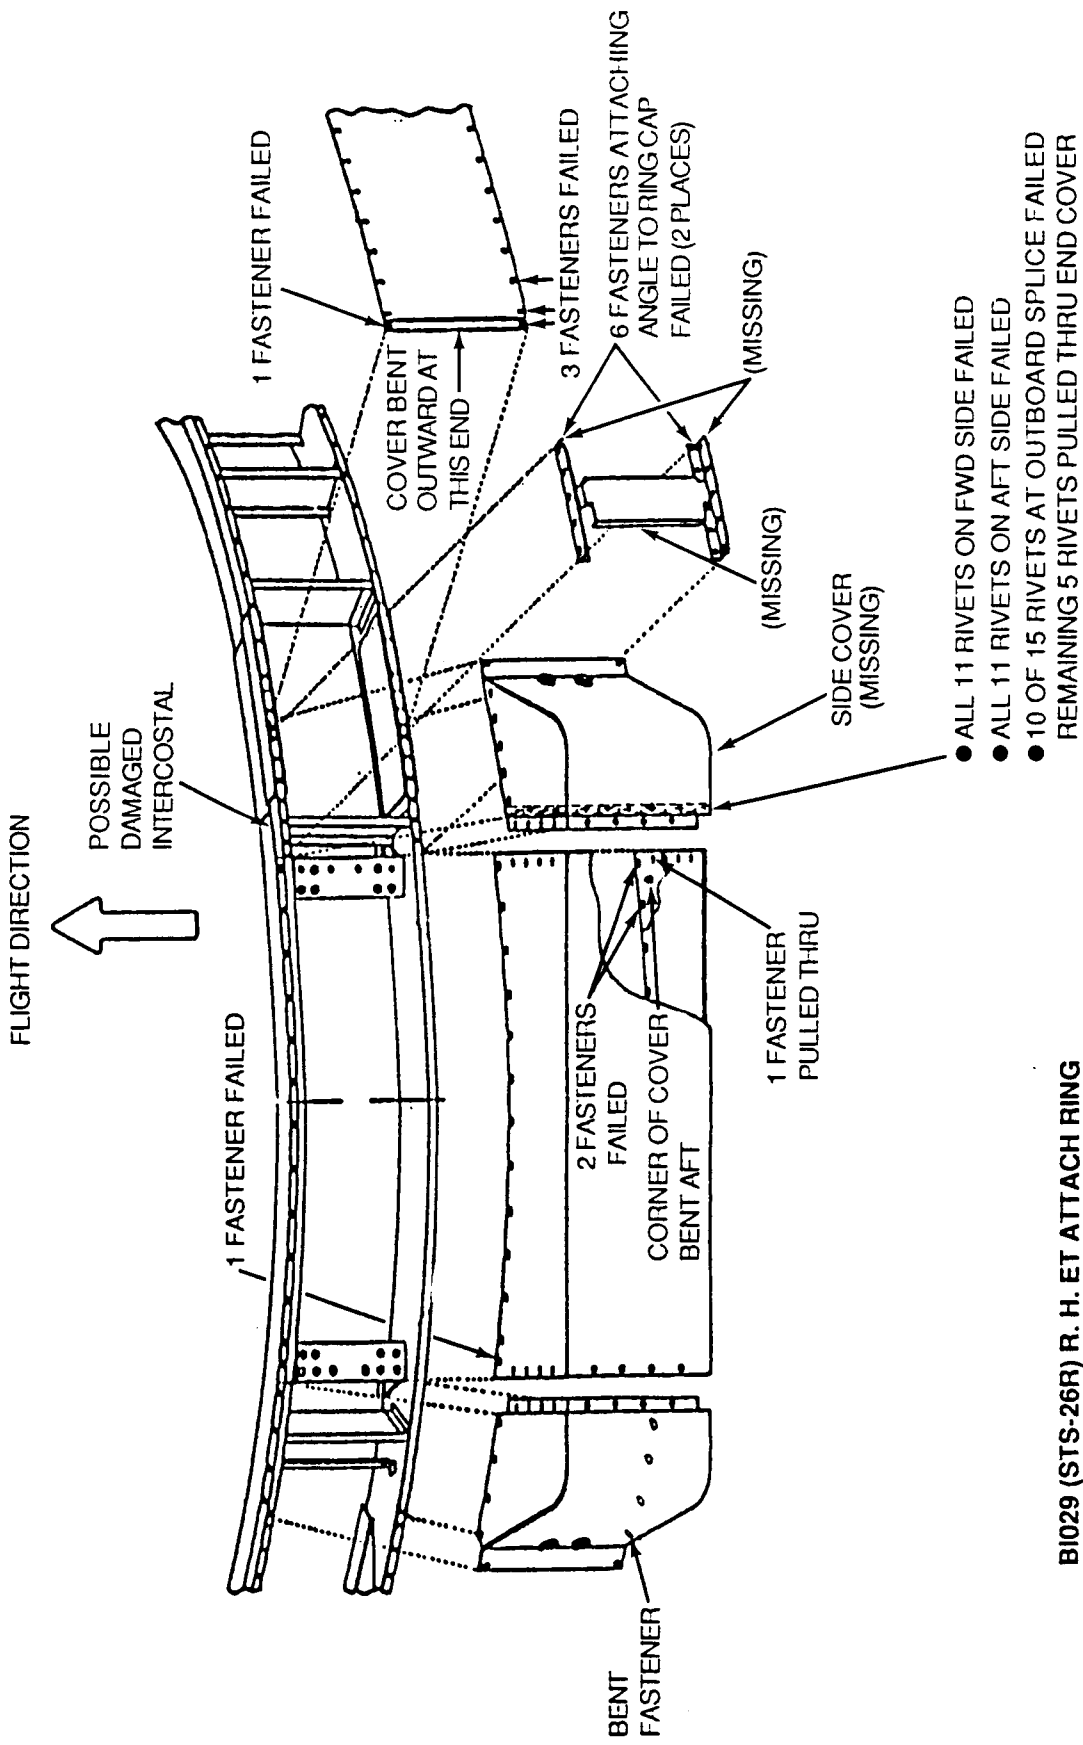 FLIGHT DIRECTION
POSSIBLE
DAMAGED
INTERCOSTAL
1 FASTENER FAILED
1 FASTENER FAILED
COVER BENT
OUTWARD AT
THIS END
3 FASTENERS FAILED
6 FASTENERS ATTACHING
ANGLE TO RING CAP
FAILED (2 PLACES)
(MISSING)
(MISSING)
SIDE COVER
(MISSING)
2 FASTENERS
FAILED
CORNER OF COVER
BENT AFT
1 FASTENER
PULLED THRU
BENT
FASTENER
● ALL 11 RIVETS ON FWD SIDE FAILED
● ALL 11 RIVETS ON AFT SIDE FAILED
● 10 OF 15 RIVETS AT OUTBOARD SPLICE FAILED
REMAINING 5 RIVETS PULLED THRU END COVER
BI029 (STS-26R) R. H. ET ATTACH RING